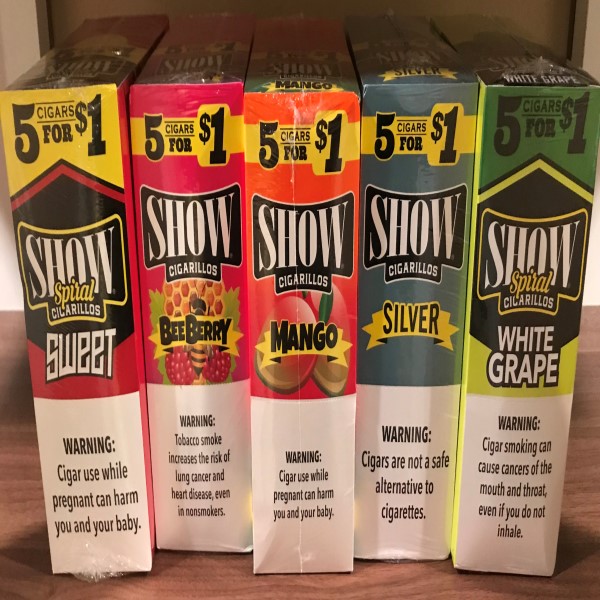 MANGO
SILVER
WHITE GRAPE
5 CIGARS FOR $1
SHOW
Spiral
CIGARILLOS
SWEET
WARNING:
Cigar use while
pregnant can harm
you and your baby.
5 CIGARS FOR $1
SHOW
CIGARILLOS
BEEBERRY
WARNING:
Tobacco smoke
increases the risk of
lung cancer and
heart disease, even
in nonsmokers.
5 CIGARS FOR $1
SHOW
CIGARILLOS
MANGO
WARNING:
Cigar use while
pregnant can harm
you and your baby.
5 CIGARS FOR $1
SHOW
CIGARILLOS
SILVER
WARNING:
Cigars are not a safe
alternative to
cigarettes.
5 CIGARS FOR $1
SHOW
Spiral
CIGARILLOS
WHITE
GRAPE
WARNING:
Cigar smoking can
cause cancers of the
mouth and throat,
even if you do not
inhale.